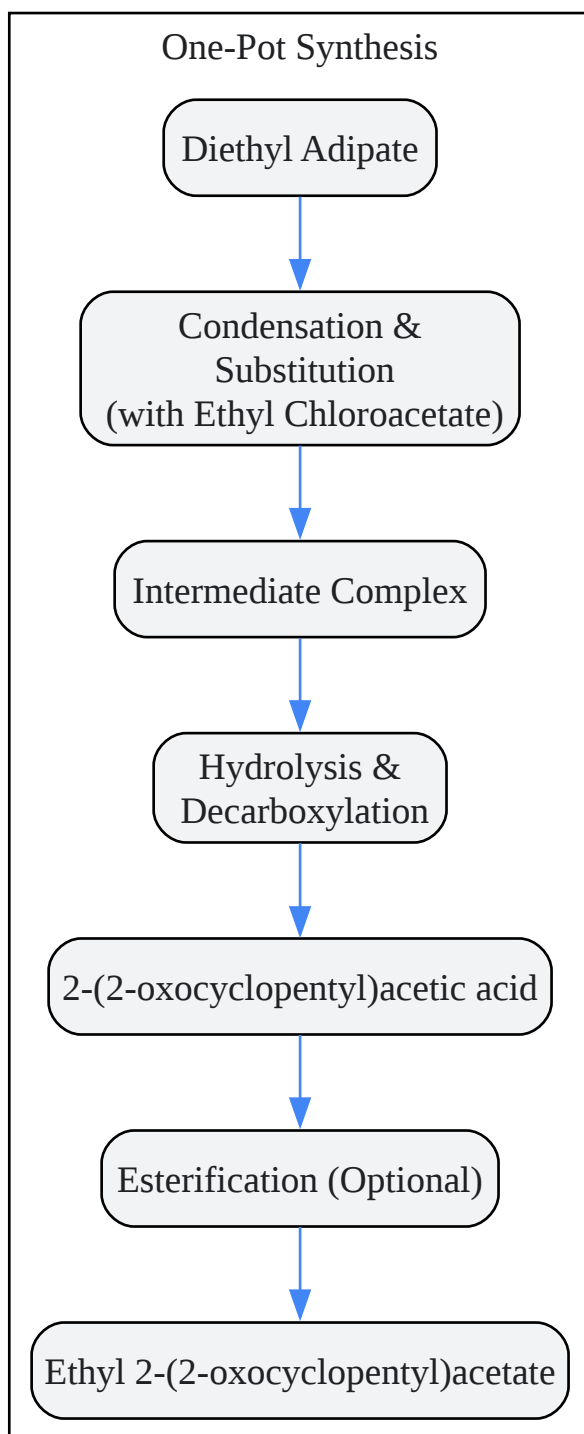 One-Pot Synthesis
Diethyl Adipate
Condensation &
Substitution
(with Ethyl Chloroacetate)
Intermediate Complex
Hydrolysis &
Decarboxylation
2-(2-oxocyclopentyl)acetic acid
Esterification (Optional)
Ethyl 2-(2-oxocyclopentyl)acetate